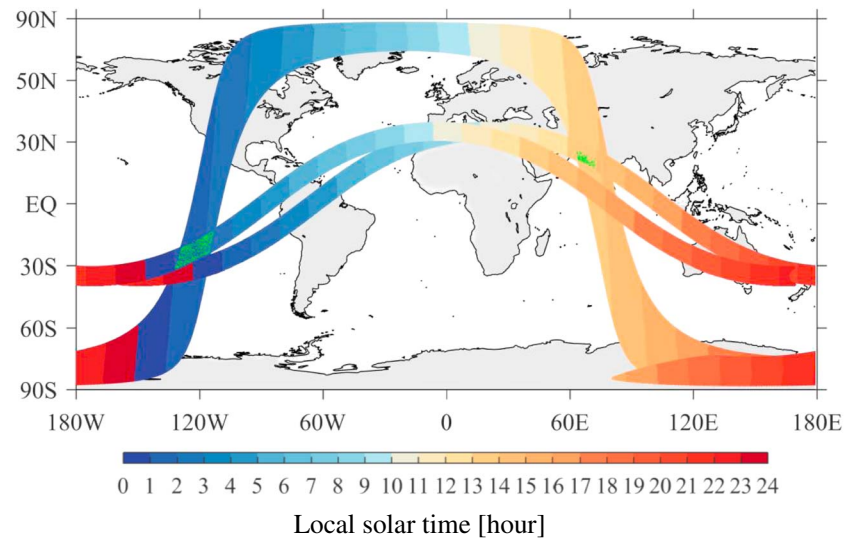 90N
50N
30N
EQ
30S
60S
90S
180W 120W 60W 0 60E 120E 180E
0 1 2 3 4 5 6 7 8 9 10 11 12 13 14 15 16 17 18 19 20 21 22 23 24
Local solar time [hour]